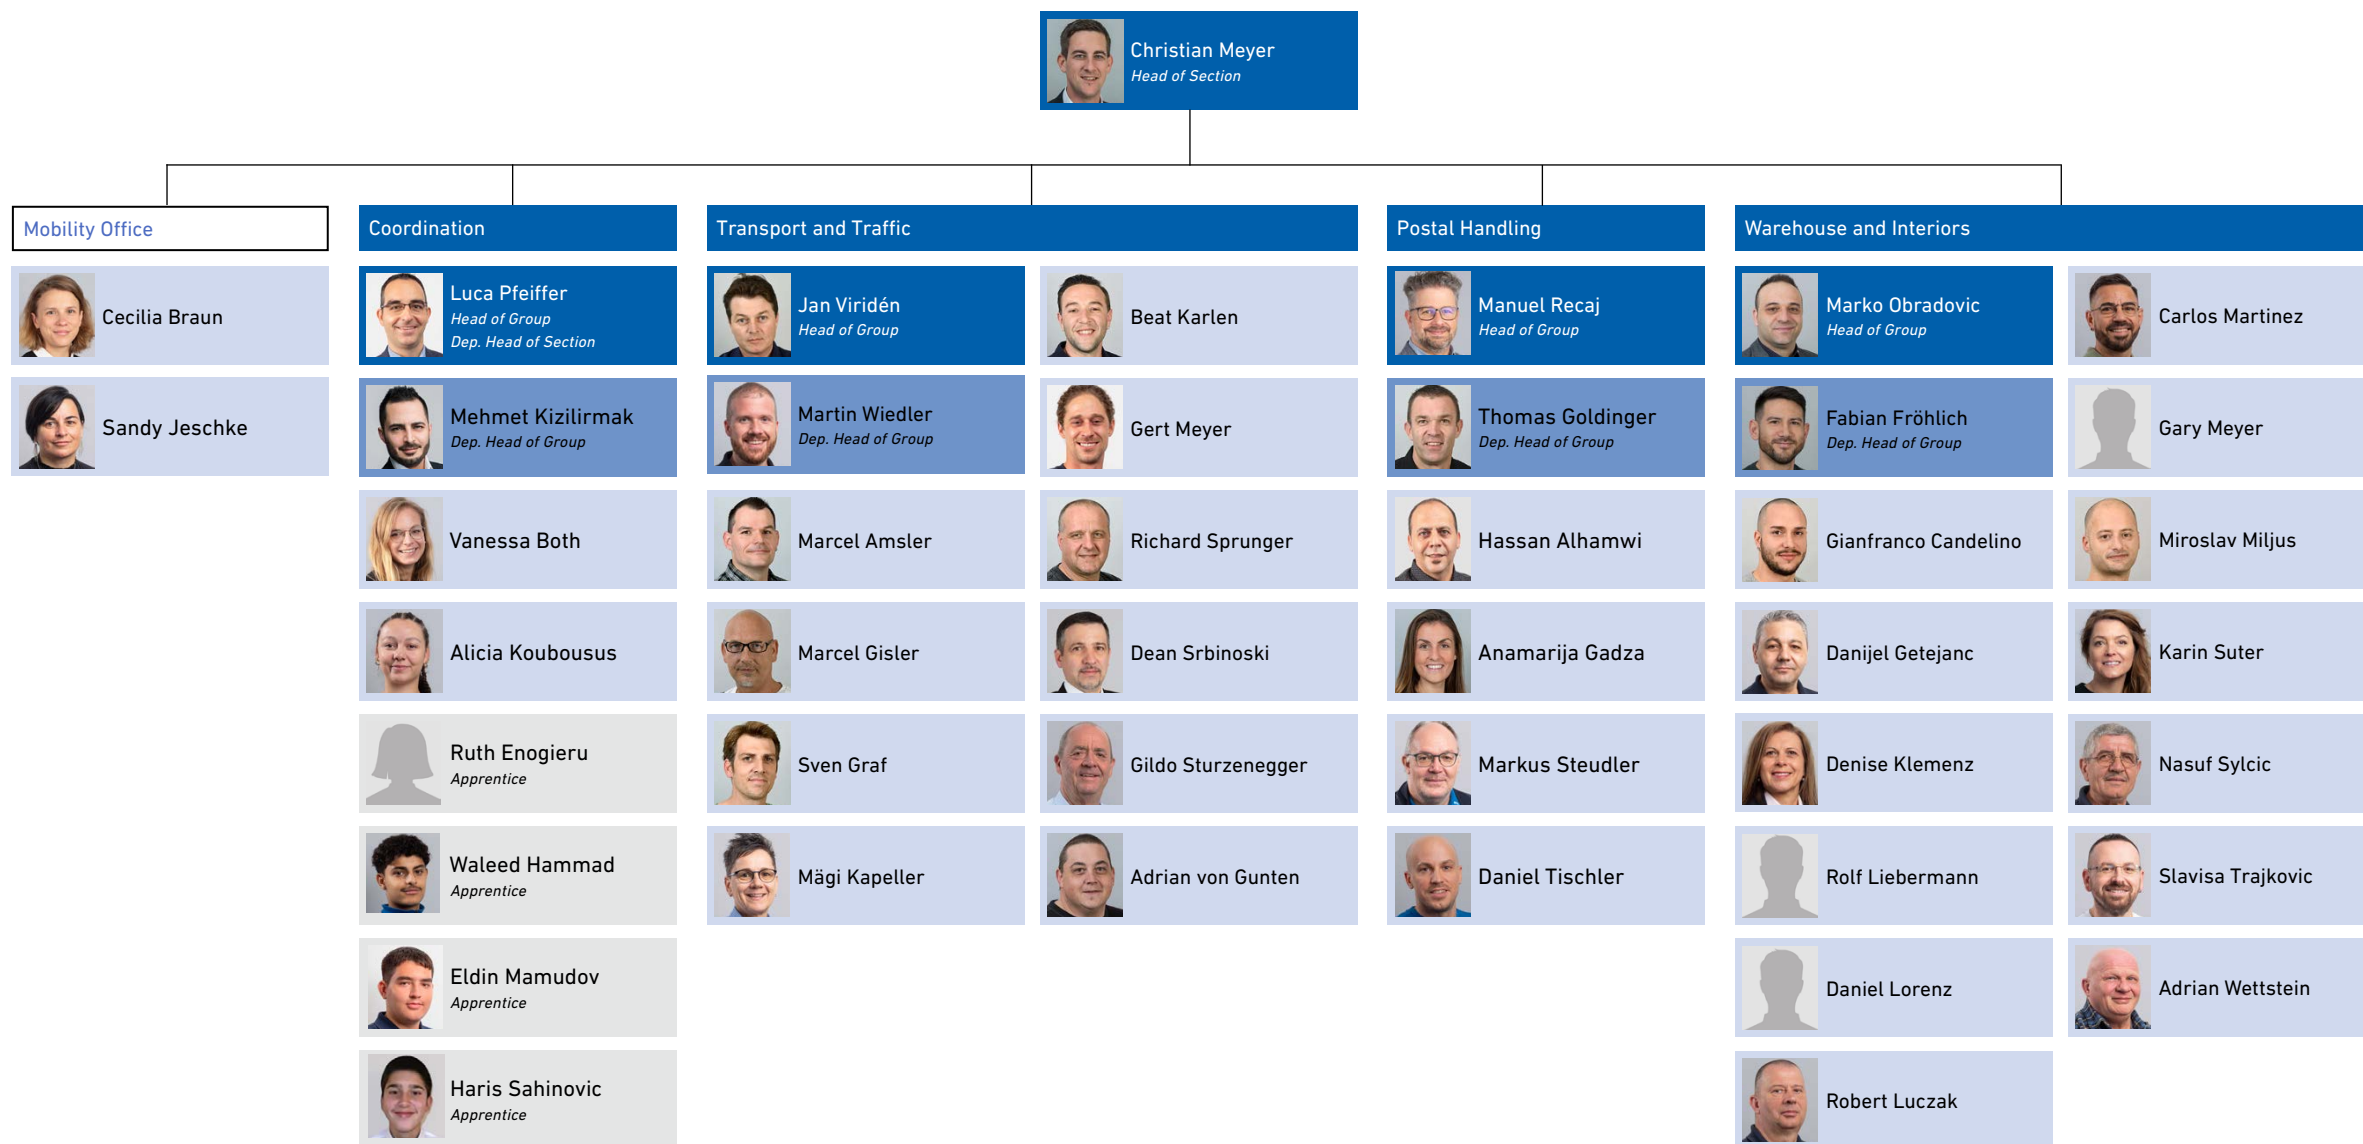 Christian Meyer
Head of Section
Mobility Office
Cecilia Braun
Sandy Jeschke
Coordination
Luca Pfeiffer
Head of Group
Dep. Head of Section
Mehmet Kizilirmak
Dep. Head of Group
Vanessa Both
Alicia Koubousus
Ruth Enogieru
Apprentice
Waleed Hammad
Apprentice
Eldin Mamudov
Apprentice
Haris Sahinovic
Apprentice
Transport and Traffic
Jan Viridén
Head of Group
Martin Wiedler
Dep. Head of Group
Marcel Amsler
Marcel Gisler
Sven Graf
Mägi Kapeller
Beat Karlen
Gert Meyer
Richard Sprunger
Dean Srbinoski
Gildo Sturzenegger
Adrian von Gunten
Postal Handling
Manuel Recaj
Head of Group
Thomas Goldinger
Dep. Head of Group
Hassan Alhamwi
Anamarija Gadza
Markus Steudler
Daniel Tischler
Warehouse and Interiors
Marko Obradovic
Head of Group
Fabian Fröhlich
Dep. Head of Group
Gianfranco Candelino
Danijel Getejanc
Denise Klemenz
Rolf Liebermann
Daniel Lorenz
Robert Luczak
Carlos Martinez
Gary Meyer
Miroslav Miljus
Karin Suter
Nasuf Sylcic
Slavisa Trajkovic
Adrian Wettstein